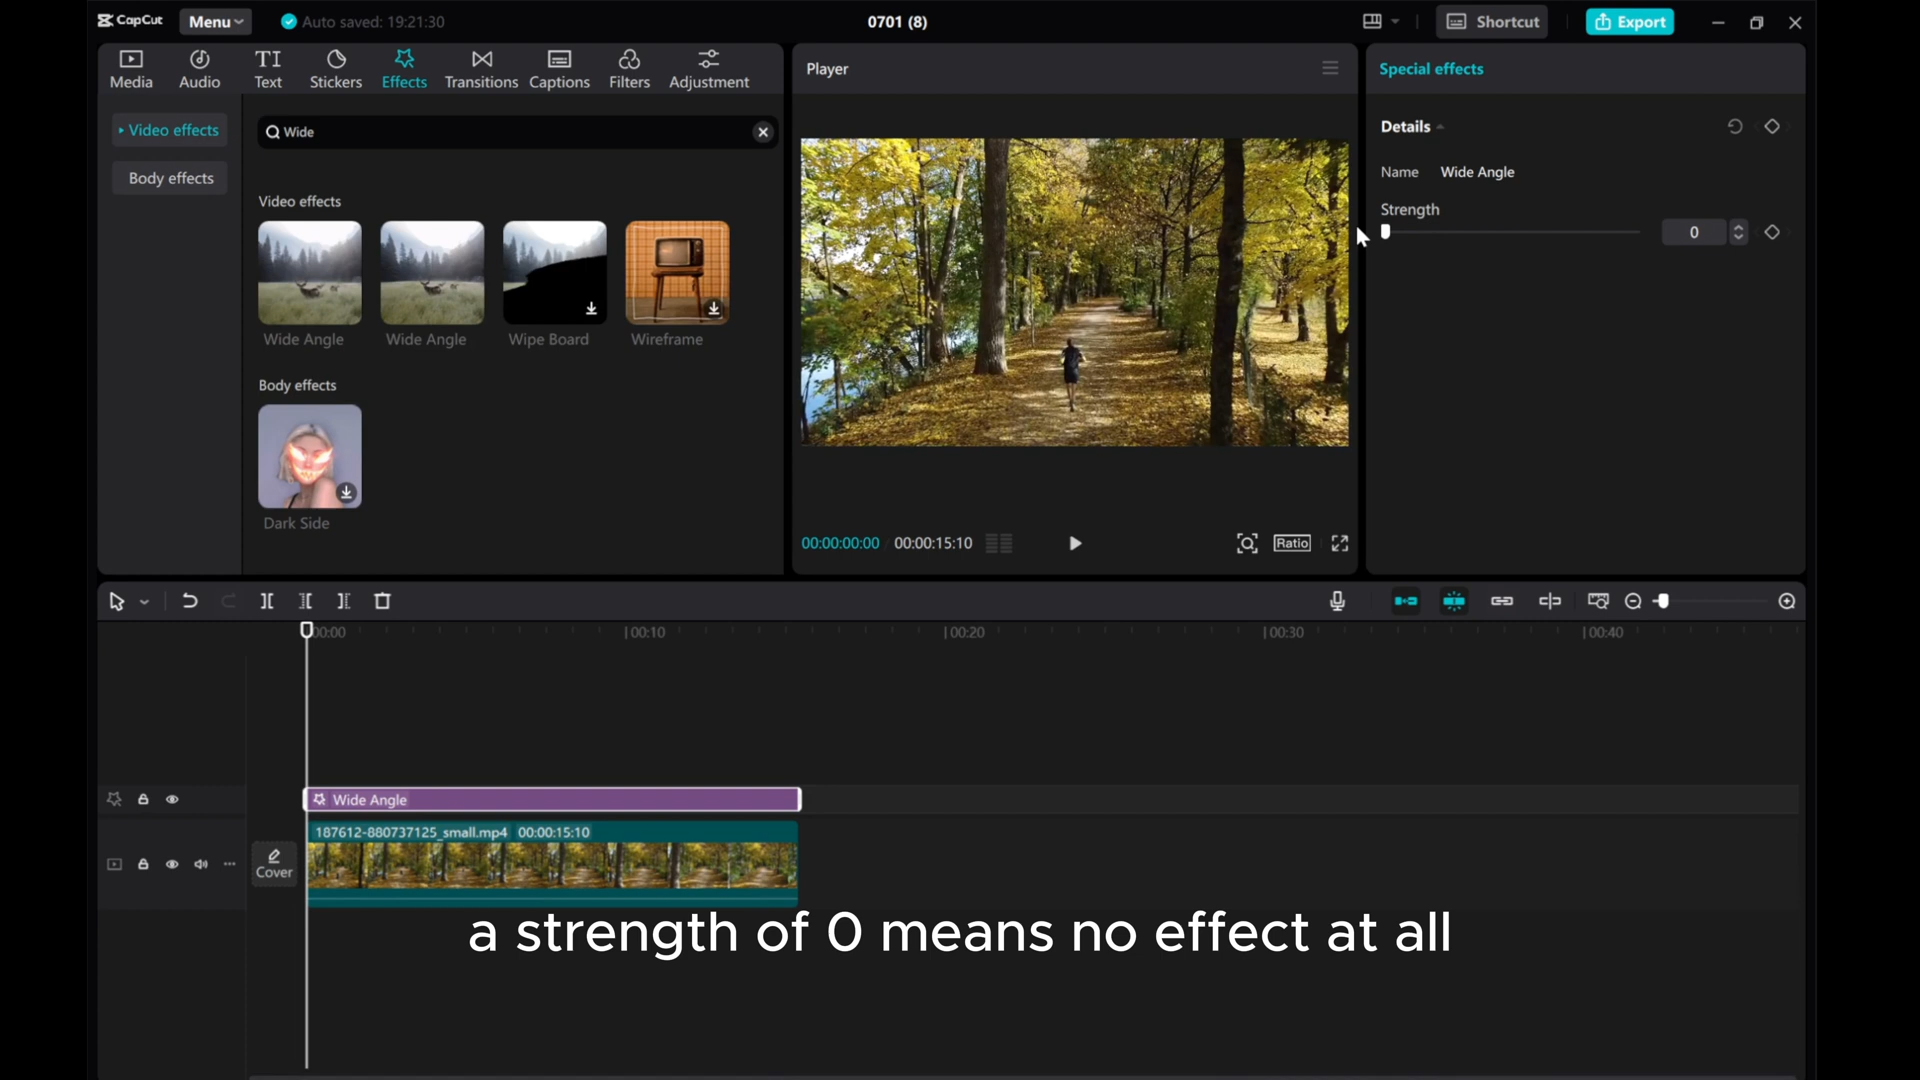 CapCut
Menu
Auto saved: 19:21:30
0701 (8)
Shortcut
Export
Media
Audio
TI
Text
Stickers
Effects
Transitions
Captions
Filters
Adjustment
Player
Special effects
Video effects
Body effects
Wide
Video effects
Wide Angle
Wide Angle
Wipe Board
Wireframe
Body effects
Dark Side
Details
Name Wide Angle
Strength
0
00:00:00:00
00:00:15:10
Ratio
00:00
00:10
00:20
00:30
00:40
Wide Angle
187612-880737125_small.mp4 00:00:15:10
Cover
a strength of 0 means no effect at all